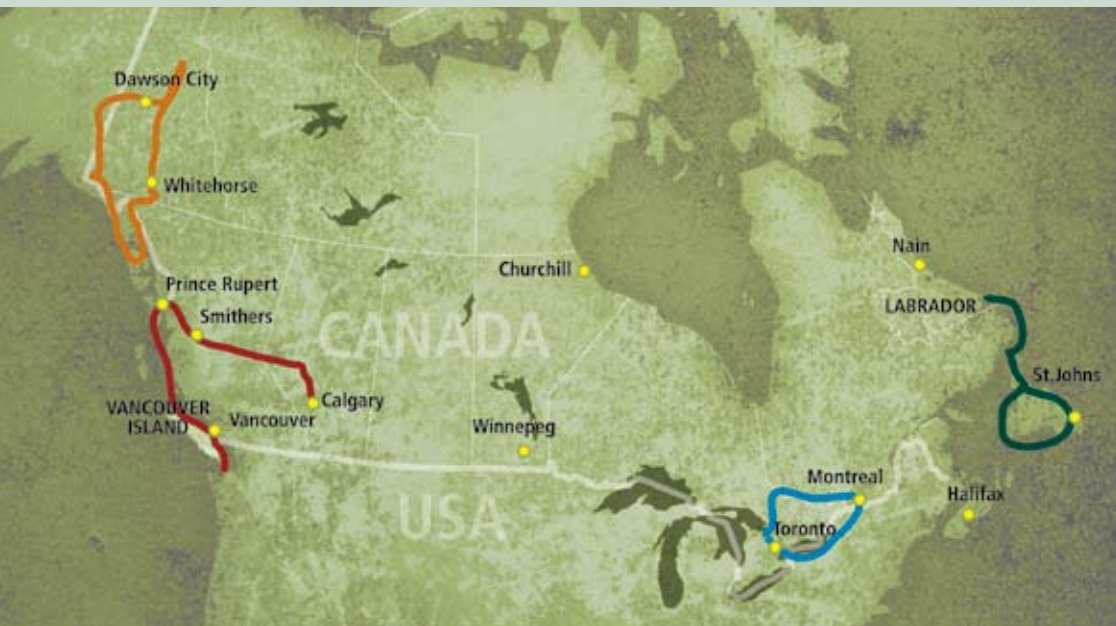 Dawson City
Whitehorse
Nain
Churchill
Prince Rupert
LABRADOR
Smithers
CANADA
St.Johns
Calgary
VANCOUVER
ISLAND
Vancouver
Winnepeg
Montreal
Halifax
USA
Toronto